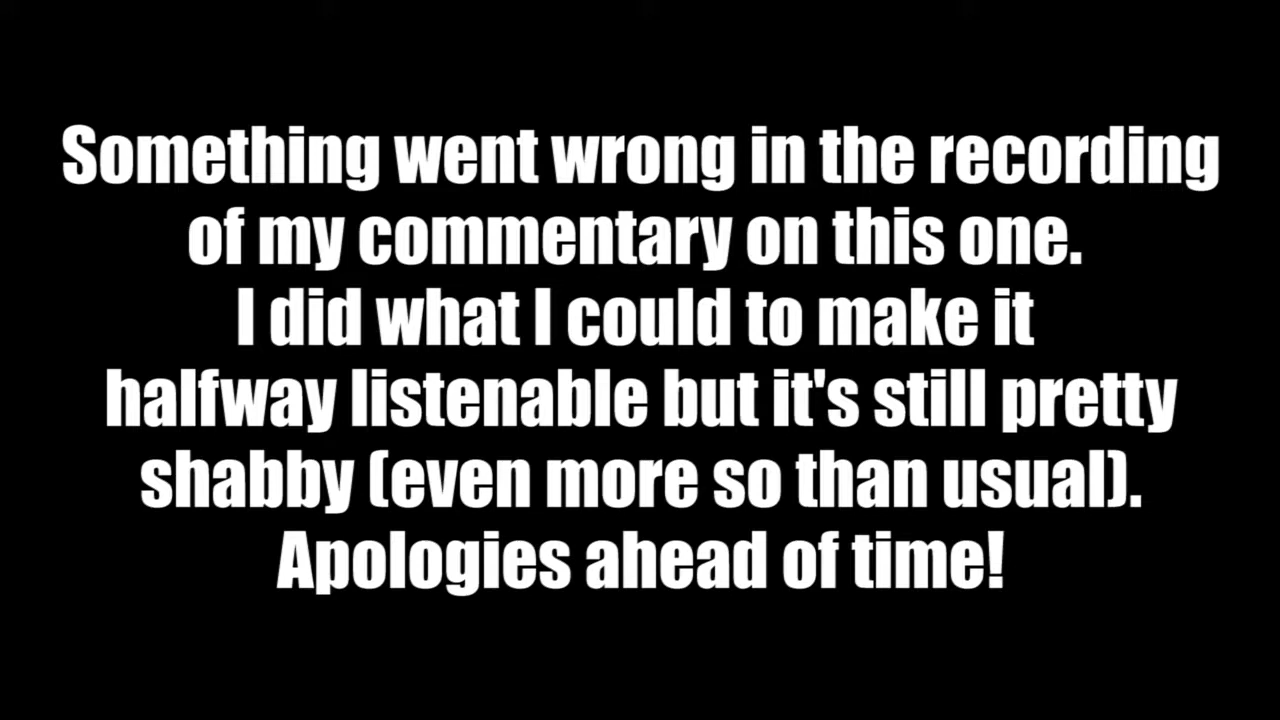 Something went wrong in the recording
of my commentary on this one.
I did what I could to make it
halfway listenable but it's still pretty
shabby (even more so than usual).
Apologies ahead of time!